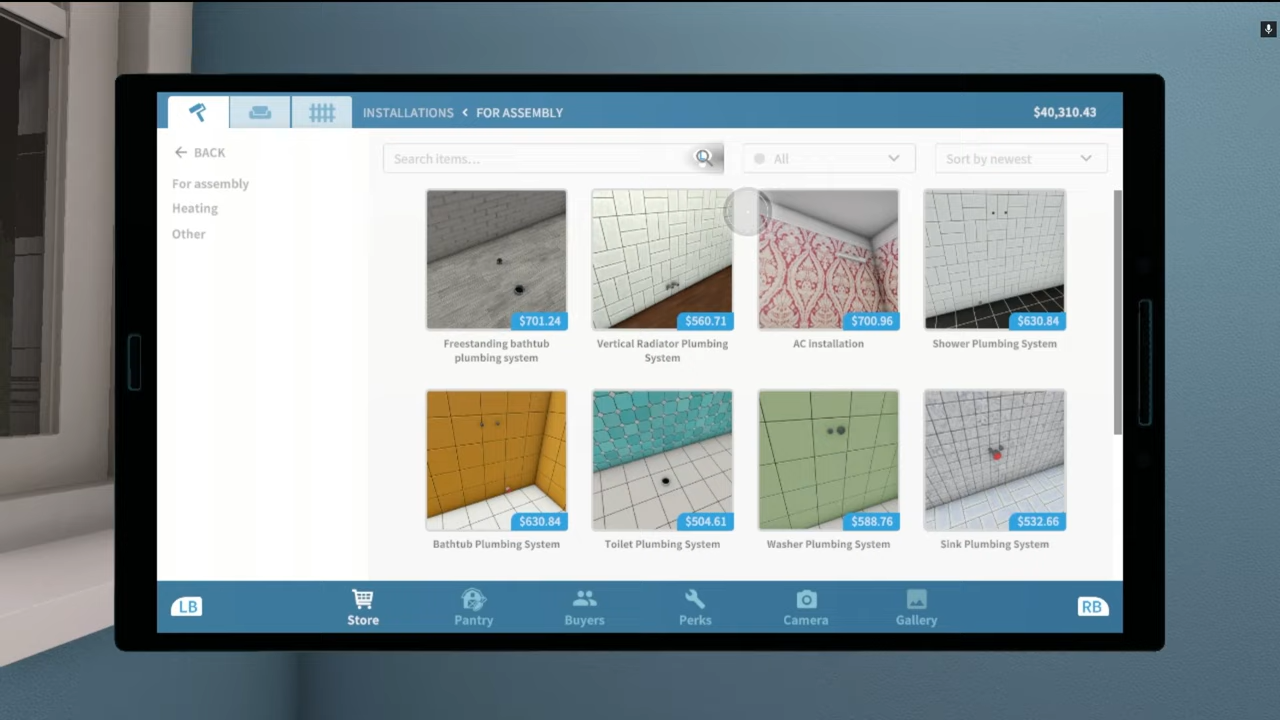 INSTALLATIONS < FOR ASSEMBLY
$40,310.43
BACK
For assembly
Heating
Other
Search items...
All
Sort by newest
$701.24
$560.71
$700.96
$630.84
Freestanding bathtub
plumbing system
Vertical Radiator Plumbing
System
AC installation
Shower Plumbing System
$630.84
$504.61
$588.76
$532.66
Bathtub Plumbing System
Toilet Plumbing System
Washer Plumbing System
Sink Plumbing System
LB
Store
Pantry
Buyers
Perks
Camera
Gallery
RB